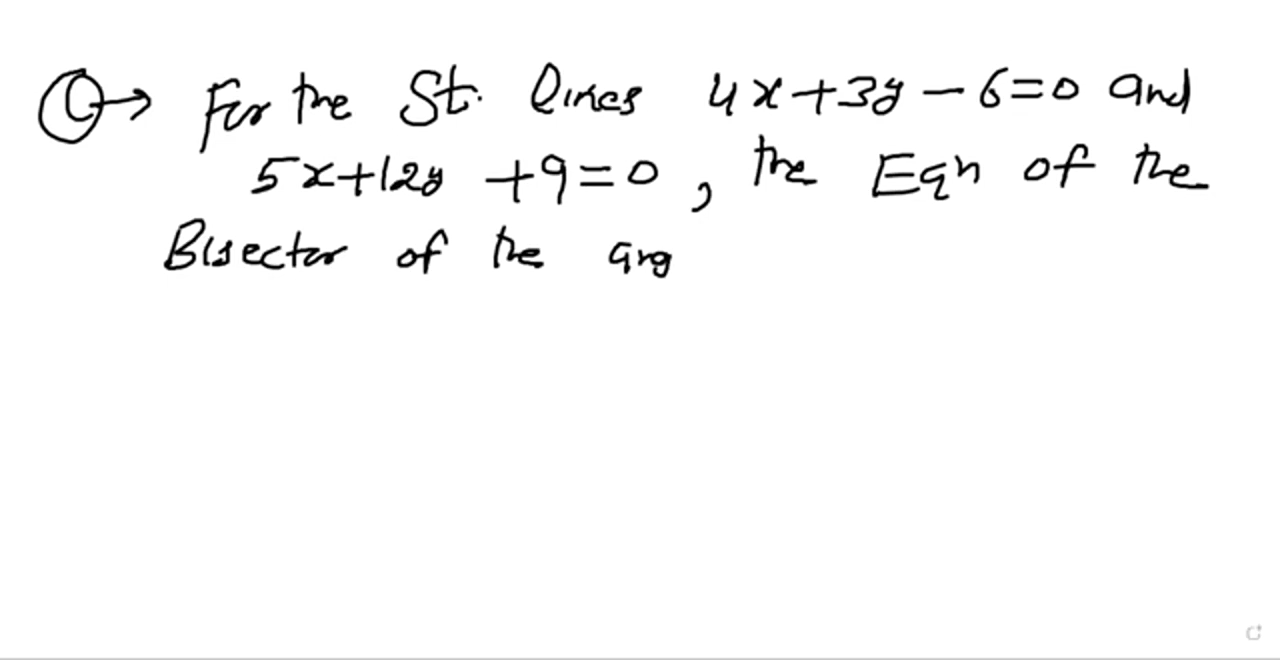 Q→ For the St. lines 4x+3y-6=0 and
5x+12y+9=0, the Eqn of the
Bisector of the ang